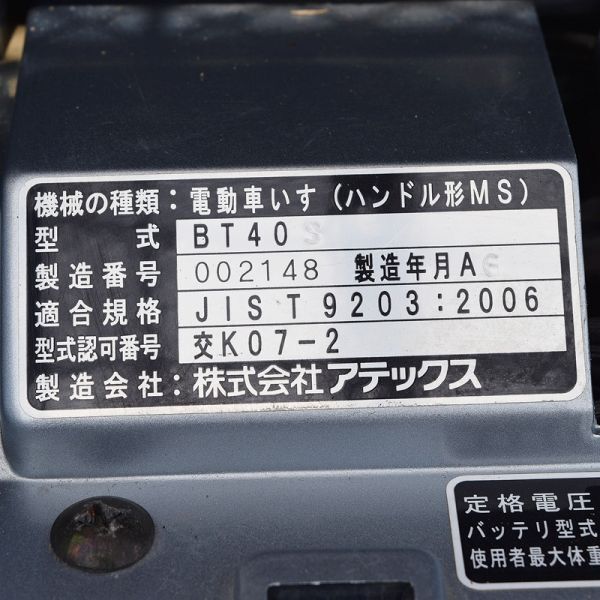 機械の種類：電動車いす（ハンドル形MS）
型　　式 BT40S
製造番号 002148 製造年月A
適合規格 JIS T 9203：2006
型式認可番号 交K07-2
製造会社：株式会社アテックス
定格電圧
バッテリ型式
使用者最大体重